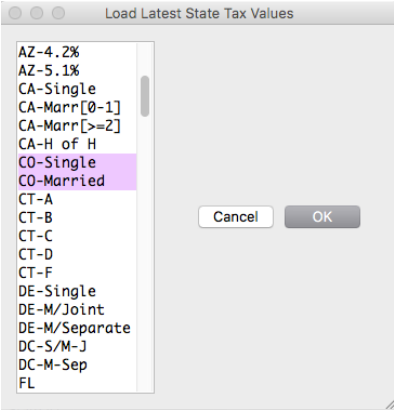 Load Latest State Tax Values
AZ-4.2%
AZ-5.1%
CA-Single
CA-Marr[0-1]
CA-Marr[>=2]
CA-H of H
CO-Single
CO-Married
CT-A
CT-B
CT-C
CT-D
CT-F
DE-Single
DE-M/Joint
DE-M/Separate
DC-S/M-J
DC-M-Sep
FL
Cancel
OK